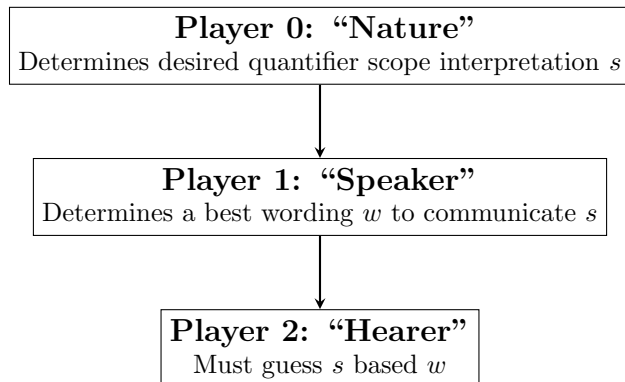 Player 0: “Nature”
Determines desired quantifier scope interpretation s
Player 1: “Speaker”
Determines a best wording w to communicate s
Player 2: “Hearer”
Must guess s based w